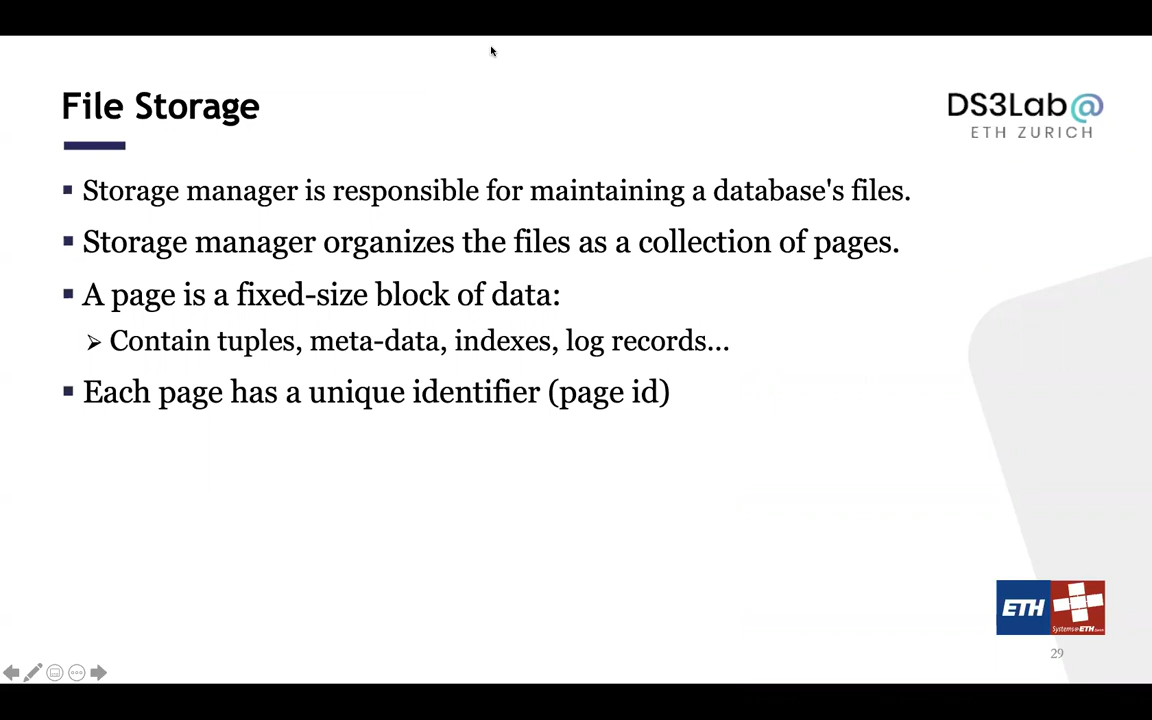 File Storage
DS3Lab@
ETH ZURICH
Storage manager is responsible for maintaining a database's files.
Storage manager organizes the files as a collection of pages.
A page is a fixed-size block of data:
Contain tuples, meta-data, indexes, log records...
Each page has a unique identifier (page id)
ETH
Systems@ETH
29